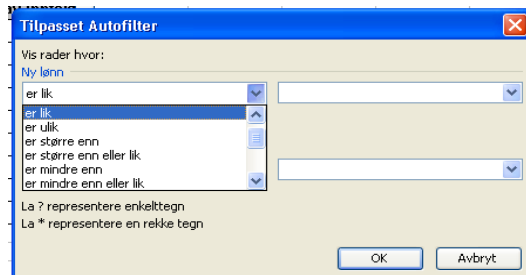 Tilpasset Autofilter
Vis rader hvor:
Ny lønn
er lik
er lik
er ulik
er større enn
er større enn eller lik
er mindre enn
er mindre enn eller lik
La ? representere enkelttegn
La * representere en rekke tegn
OK Avbryt